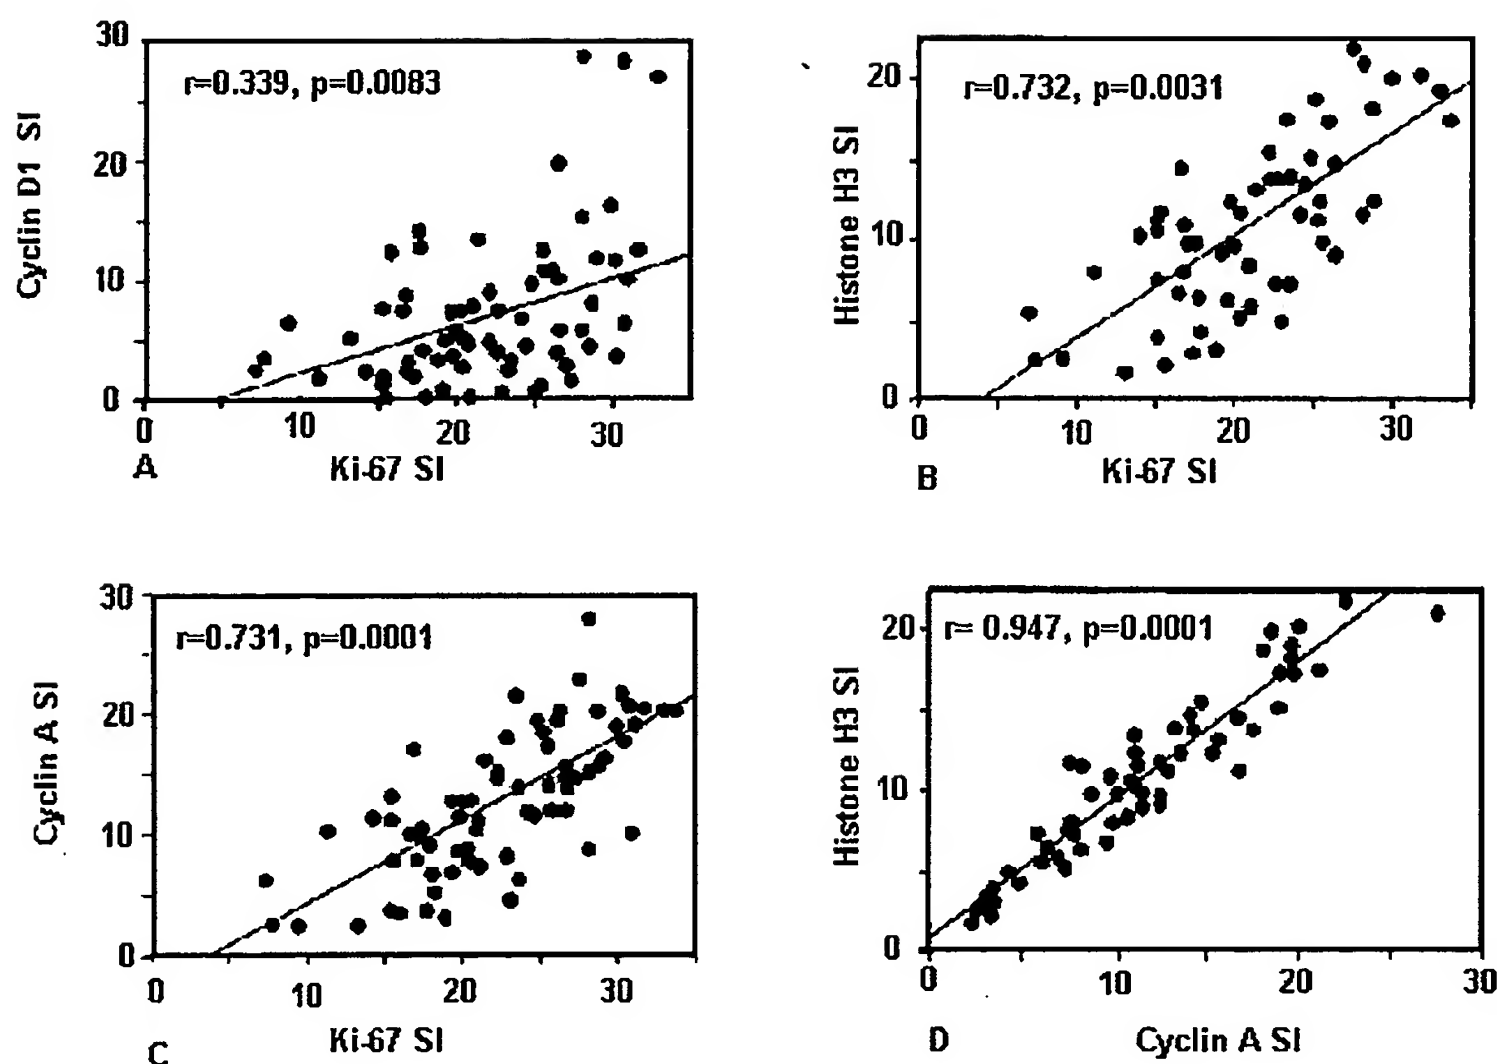 30
r=0.339, p=0.0083
Cyclin D1 SI
20
10
0
0 10 20 30
A Ki-67 SI
20
r=0.732, p=0.0031
Histone H3 SI
10
0
0 10 20 30
B Ki-67 SI
30
r=0.731, p=0.0001
Cyclin A SI
20
10
0
0 10 20 30
C Ki-67 SI
20
r= 0.947, p=0.0001
Histone H3 SI
10
0
0 10 20 30
D Cyclin A SI